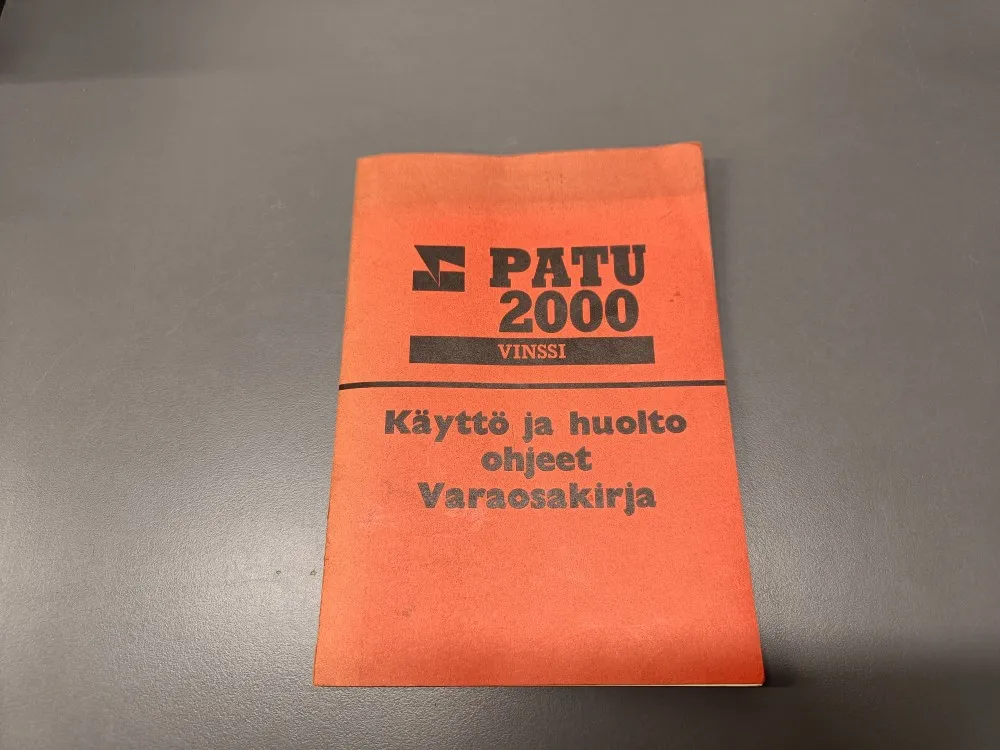 PATU
2000
VINSSI
Käyttö ja huolto
ohjeet
Varaosakirja